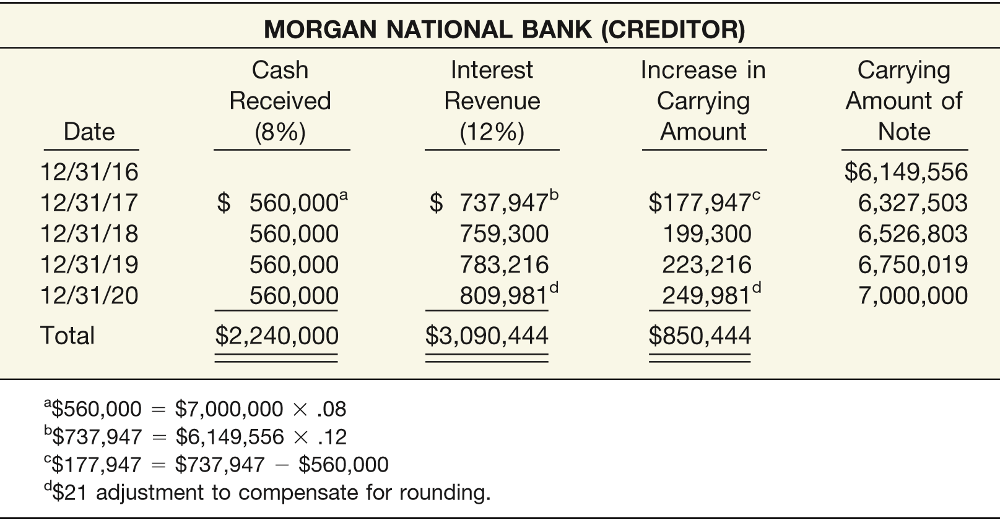 MORGAN NATIONAL BANK (CREDITOR)
Cash Interest Increase in Carrying
Received Revenue Carrying Amount of
Date (8%) (12%) Amount Note
12/31/16 $6,149,556
12/31/17 $ 560,000a $ 737,947b $177,947c 6,327,503
12/31/18 560,000 759,300 199,300 6,526,803
12/31/19 560,000 783,216 223,216 6,750,019
12/31/20 560,000 809,981d 249,981d 7,000,000
Total $2,240,000 $3,090,444 $850,444
a$560,000 = $7,000,000 × .08
b$737,947 = $6,149,556 × .12
c$177,947 = $737,947 − $560,000
d$21 adjustment to compensate for rounding.